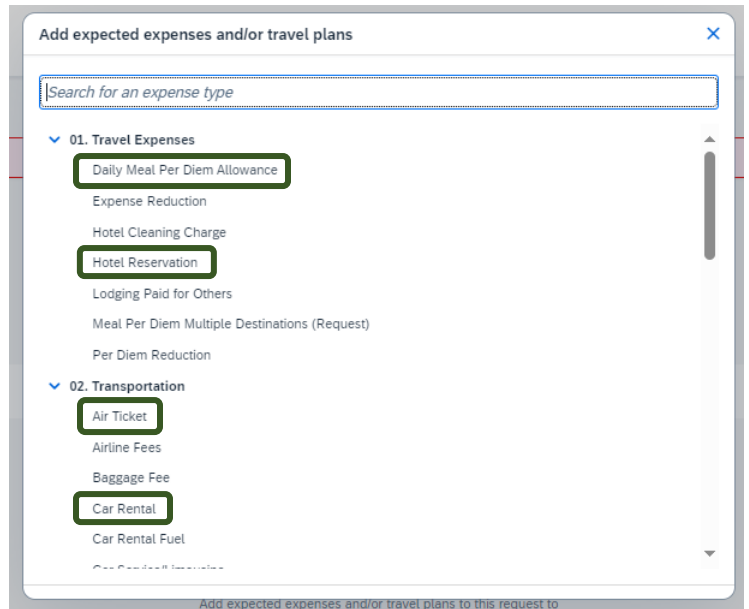 Add expected expenses and/or travel plans
Search for an expense type
01. Travel Expenses
Daily Meal Per Diem Allowance
Expense Reduction
Hotel Cleaning Charge
Hotel Reservation
Lodging Paid for Others
Meal Per Diem Multiple Destinations (Request)
Per Diem Reduction
02. Transportation
Air Ticket
Airline Fees
Baggage Fee
Car Rental
Car Rental Fuel
Car Service/Limousine
Add expected expenses and/or travel plans to this request to